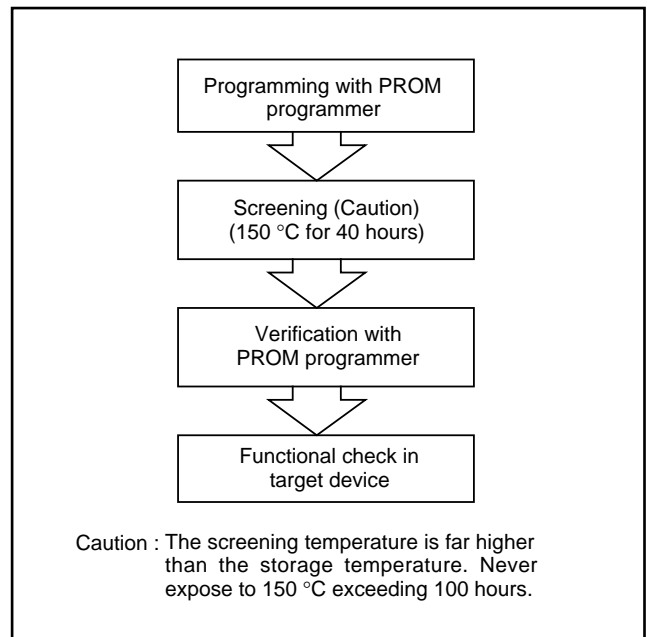 Programming with PROM
programmer
Screening (Caution)
(150 °C for 40 hours)
Verification with
PROM programmer
Functional check in
target device
Caution : The screening temperature is far higher
than the storage temperature. Never
expose to 150 °C exceeding 100 hours.